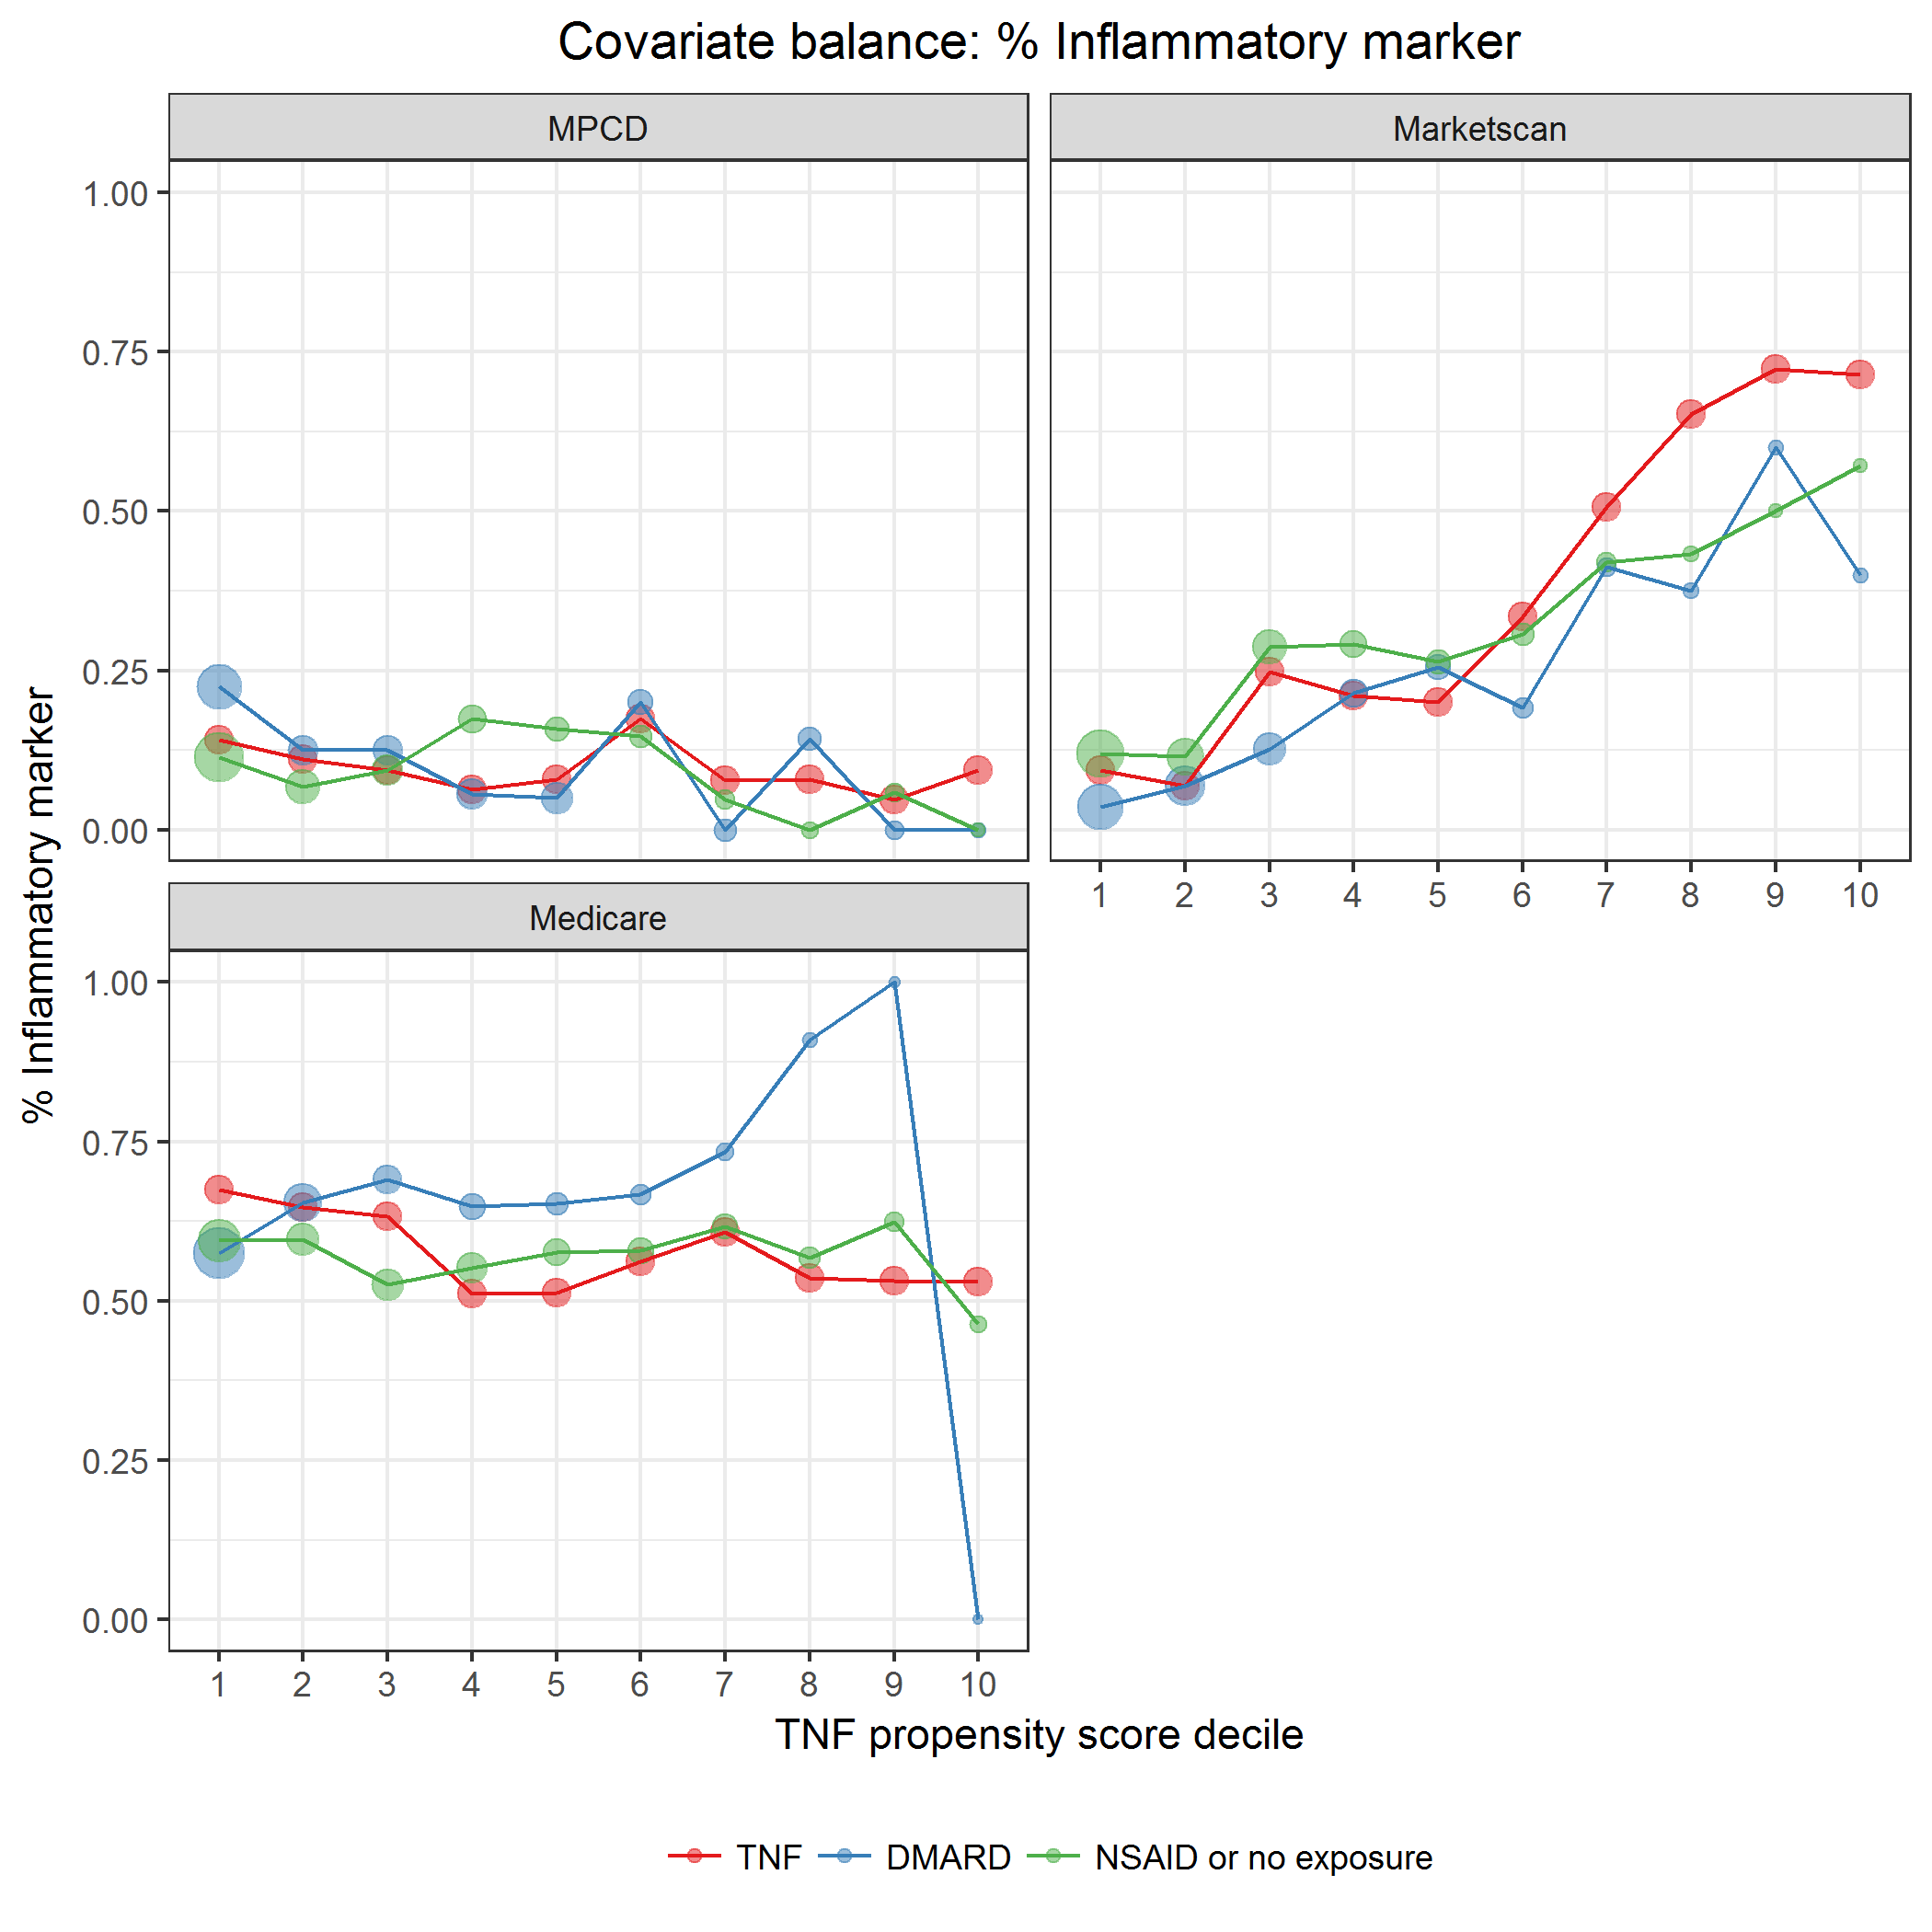 Covariate balance: % Inflammatory marker
MPCD
Marketscan
1.00
0.75
0.50
0.25
0.00
1 2 3 4 5 6 7 8 9 10
Medicare
1.00
0.75
0.50
0.25
0.00
1 2 3 4 5 6 7 8 9 10
% Inflammatory marker
TNF propensity score decile
TNF DMARD NSAID or no exposure